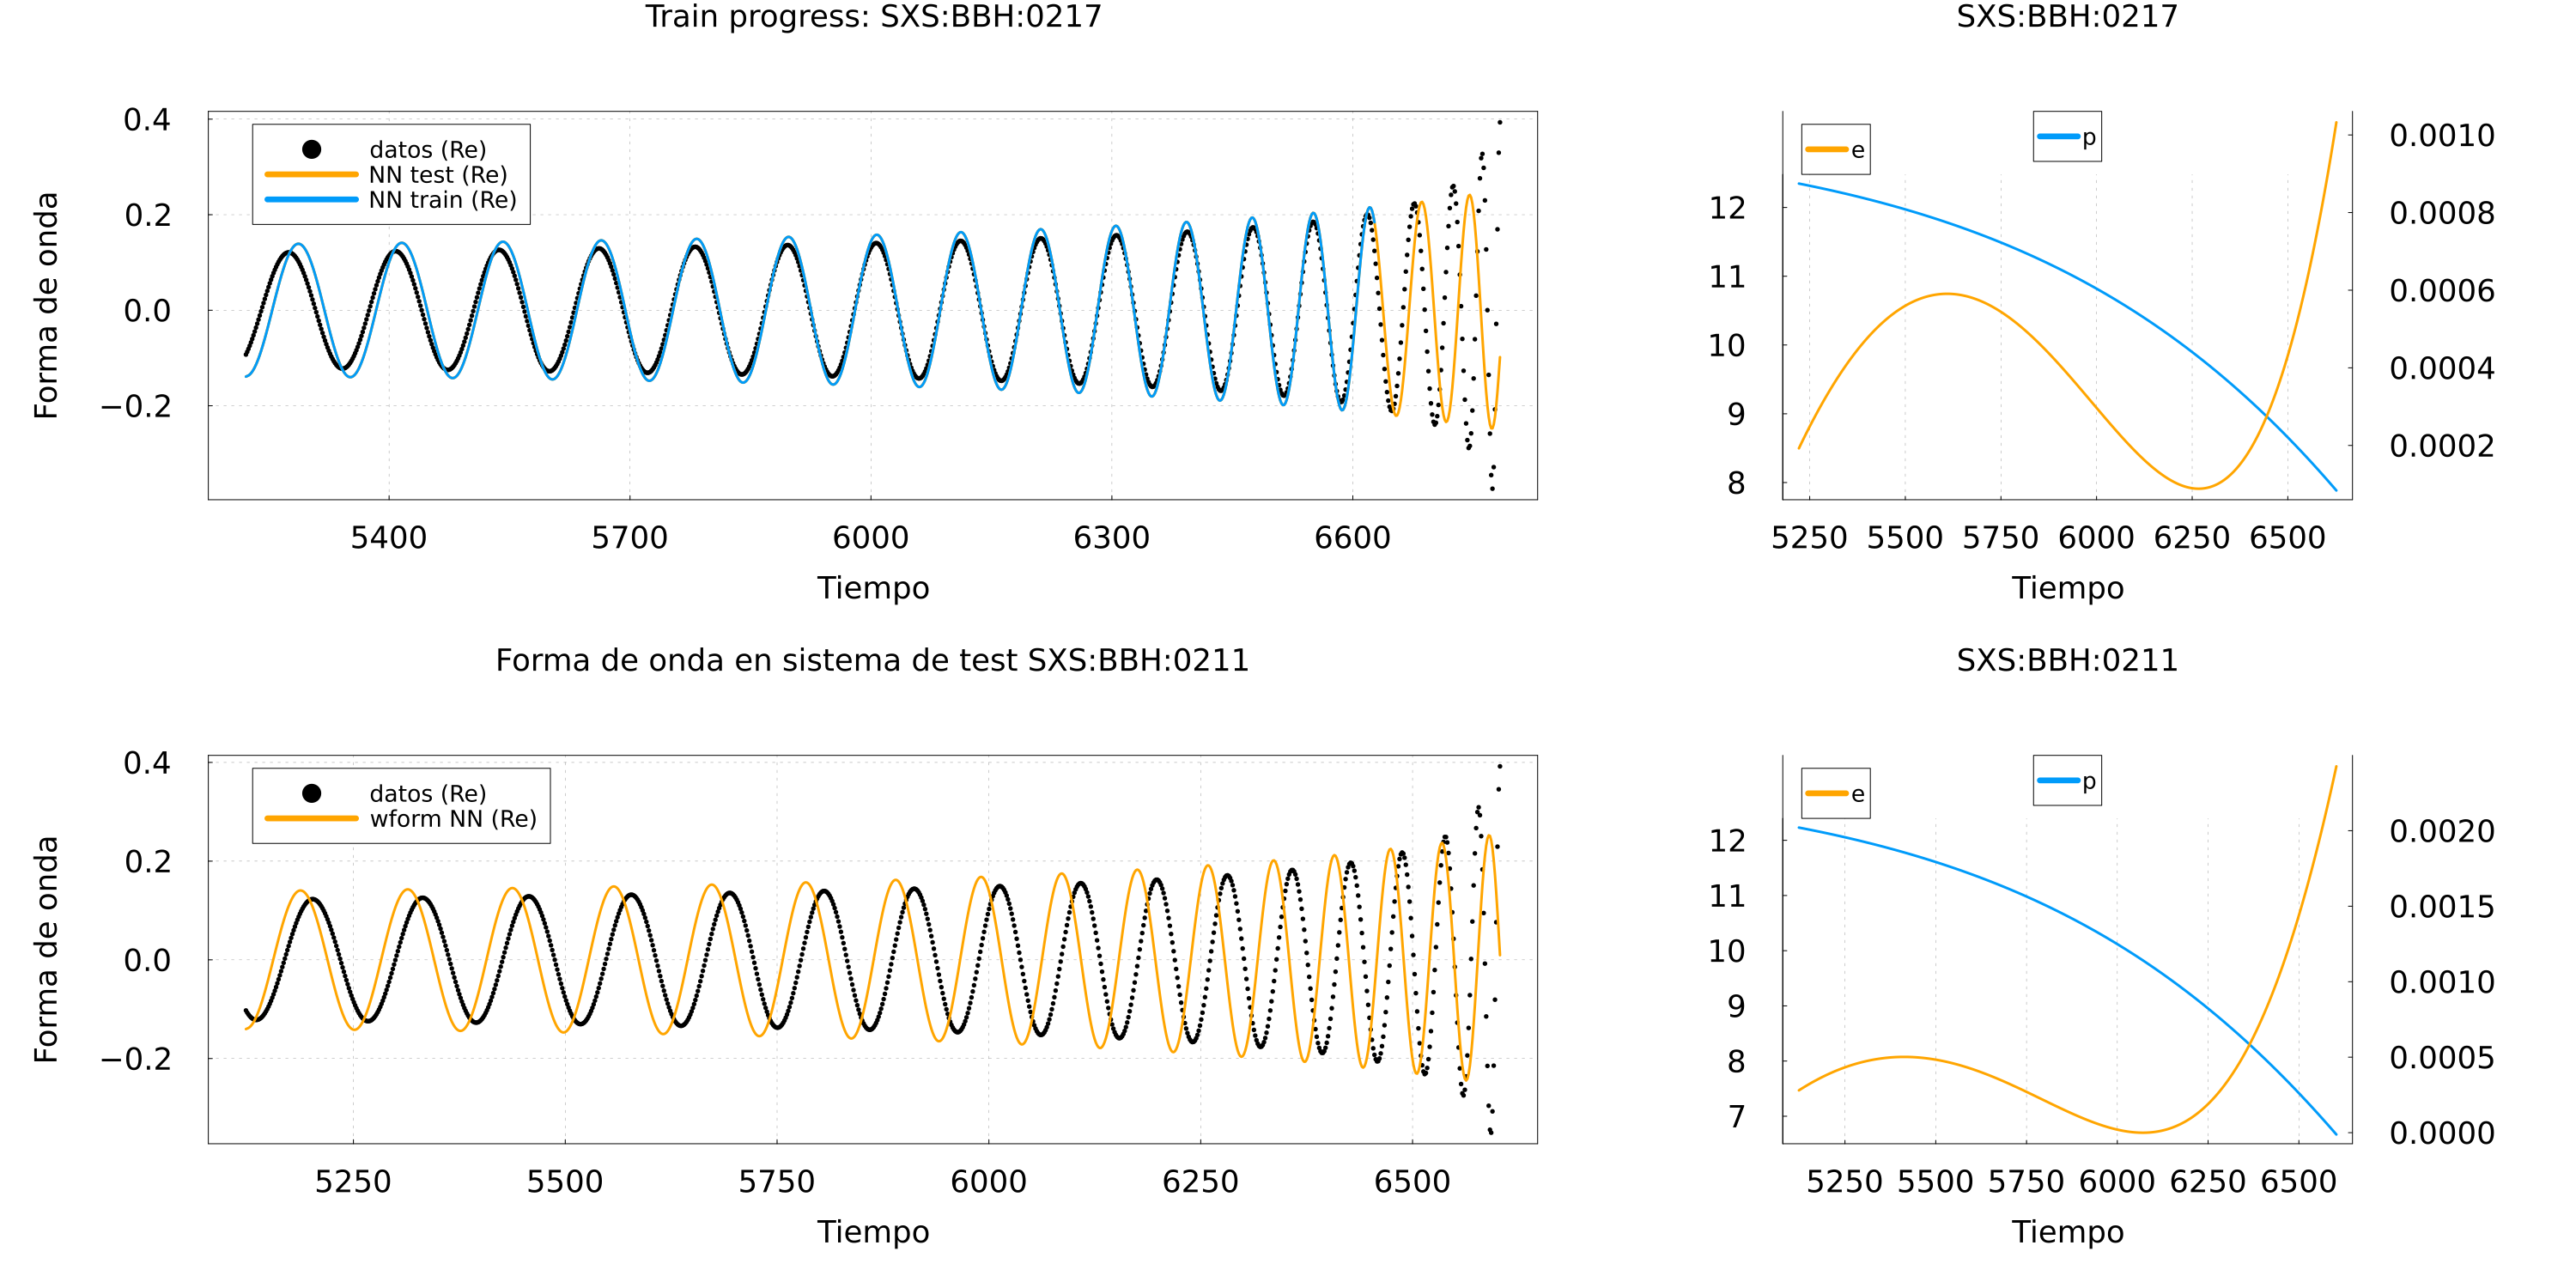 Train progress: SXS:BBH:0217
Forma de onda
0.4
0.2
0.0
−0.2
datos (Re)
NN test (Re)
NN train (Re)
5400 5700 6000 6300 6600
Tiempo
SXS:BBH:0217
12
11
10
9
8
e
p
0.0010
0.0008
0.0006
0.0004
0.0002
5250 5500 5750 6000 6250 6500
Tiempo
Forma de onda en sistema de test SXS:BBH:0211
Forma de onda
0.4
0.2
0.0
−0.2
datos (Re)
wform NN (Re)
5250 5500 5750 6000 6250 6500
Tiempo
SXS:BBH:0211
12
11
10
9
8
7
e
p
0.0020
0.0015
0.0010
0.0005
0.0000
5250 5500 5750 6000 6250 6500
Tiempo